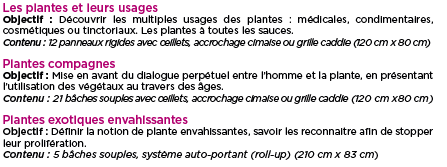 Les plantes et leurs usages
Objectif : Découvrir les multiples usages des plantes : médicales, condimentaires,
cosmétiques ou tinctoriaux. Les plantes à toutes les sauces.
Contenu : 12 panneaux rigides avec œillets, accrochage cimaise ou grille caddie (120 cm x 80 cm)
Plantes compagnes
Objectif : Mise en avant du dialogue perpétuel entre l'homme et la plante, en présentant
l'utilisation des végétaux au travers des âges.
Contenu : 21 bâches souples avec œillets, accrochage cimaise ou grille caddie (120 cm x80 cm)
Plantes exotiques envahissantes
Objectif : Définir la notion de plante envahissantes, savoir les reconnaitre afin de stopper
leur prolifération.
Contenu : 5 bâches souples, système auto-portant (roll-up) (210 cm x 83 cm)